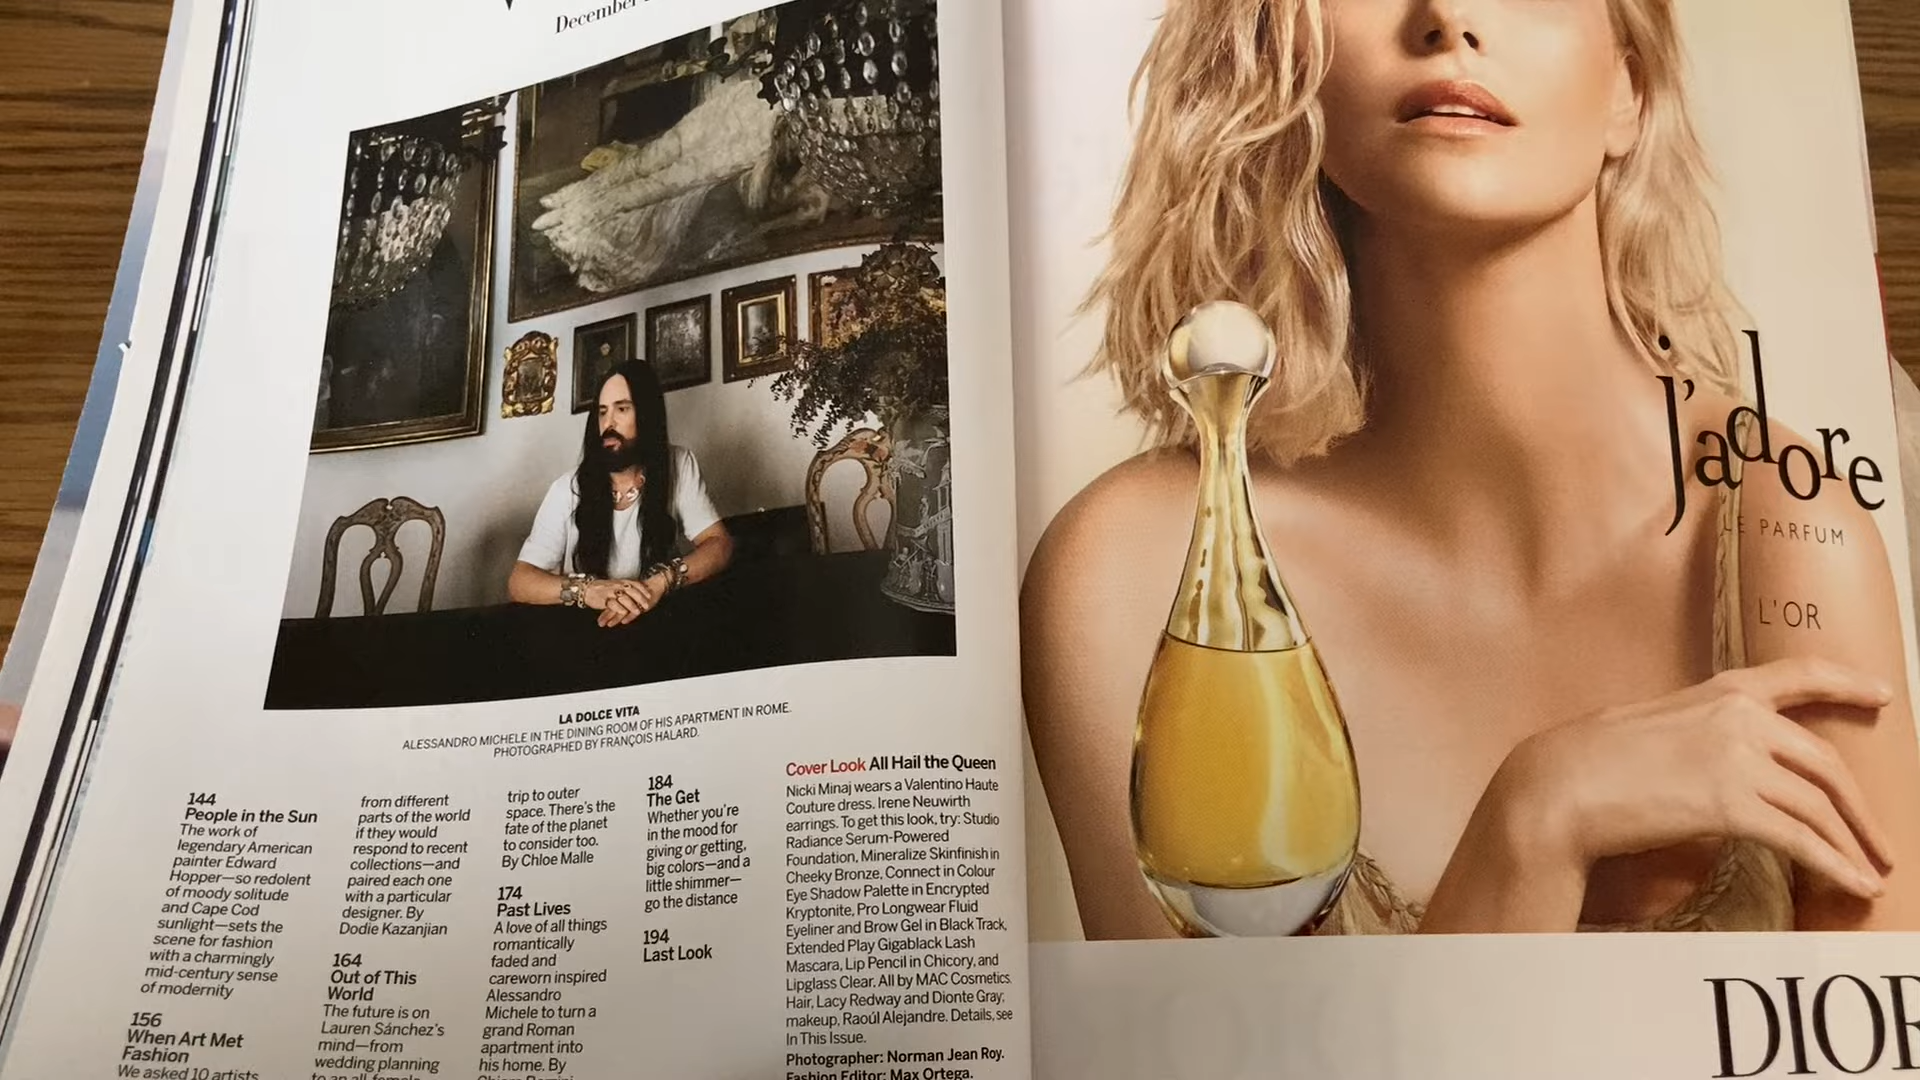 December
LA DOLCE VITA
ALESSANDRO MICHELE IN THE DINING ROOM OF HIS APARTMENT IN ROME.
PHOTOGRAPHED BY FRANÇOIS HALARD.
144
People in the Sun
The work of
legendary American
painter Edward
Hopper—so redolent
of moody solitude
and Cape Cod
sunlight—sets the
scene for fashion
with a charmingly
mid-century sense
of modernity
156
When Art Met
Fashion
We asked 10 artists
from different
parts of the world
if they would
respond to recent
collections—and
paired each one
with a particular
designer. By
Dodie Kazanjian
164
Out of This
World
The future is on
Lauren Sánchez's
mind—from
wedding planning
to an all-female
trip to outer
space. There's the
fate of the planet
to consider too.
By Chloe Malle
174
Past Lives
A love of all things
romantically
faded and
careworn inspired
Alessandro
Michele to turn a
grand Roman
apartment into
his home. By
184
The Get
Whether you're
in the mood for
giving or getting,
big colors—and a
little shimmer—
go the distance
194
Last Look
Cover Look All Hail the Queen
Nicki Minaj wears a Valentino Haute
Couture dress. Irene Neuwirth
earrings. To get this look, try: Studio
Radiance Serum-Powered
Foundation, Mineralize Skinfinish in
Cheeky Bronze, Connect in Colour
Eye Shadow Palette in Encrypted
Kryptonite, Pro Longwear Fluid
Eyeliner and Brow Gel in Black Track,
Extended Play Gigablack Lash
Mascara, Lip Pencil in Chicory, and
Lipglass Clear. All by MAC Cosmetics.
Hair, Lacy Redway and Dionte Gray;
makeup, Raoúl Alejandre. Details, see
In This Issue.
Photographer: Norman Jean Roy.
Fashion Editor: Max Ortega.
j'adore
LE PARFUM
L'OR
DIOR